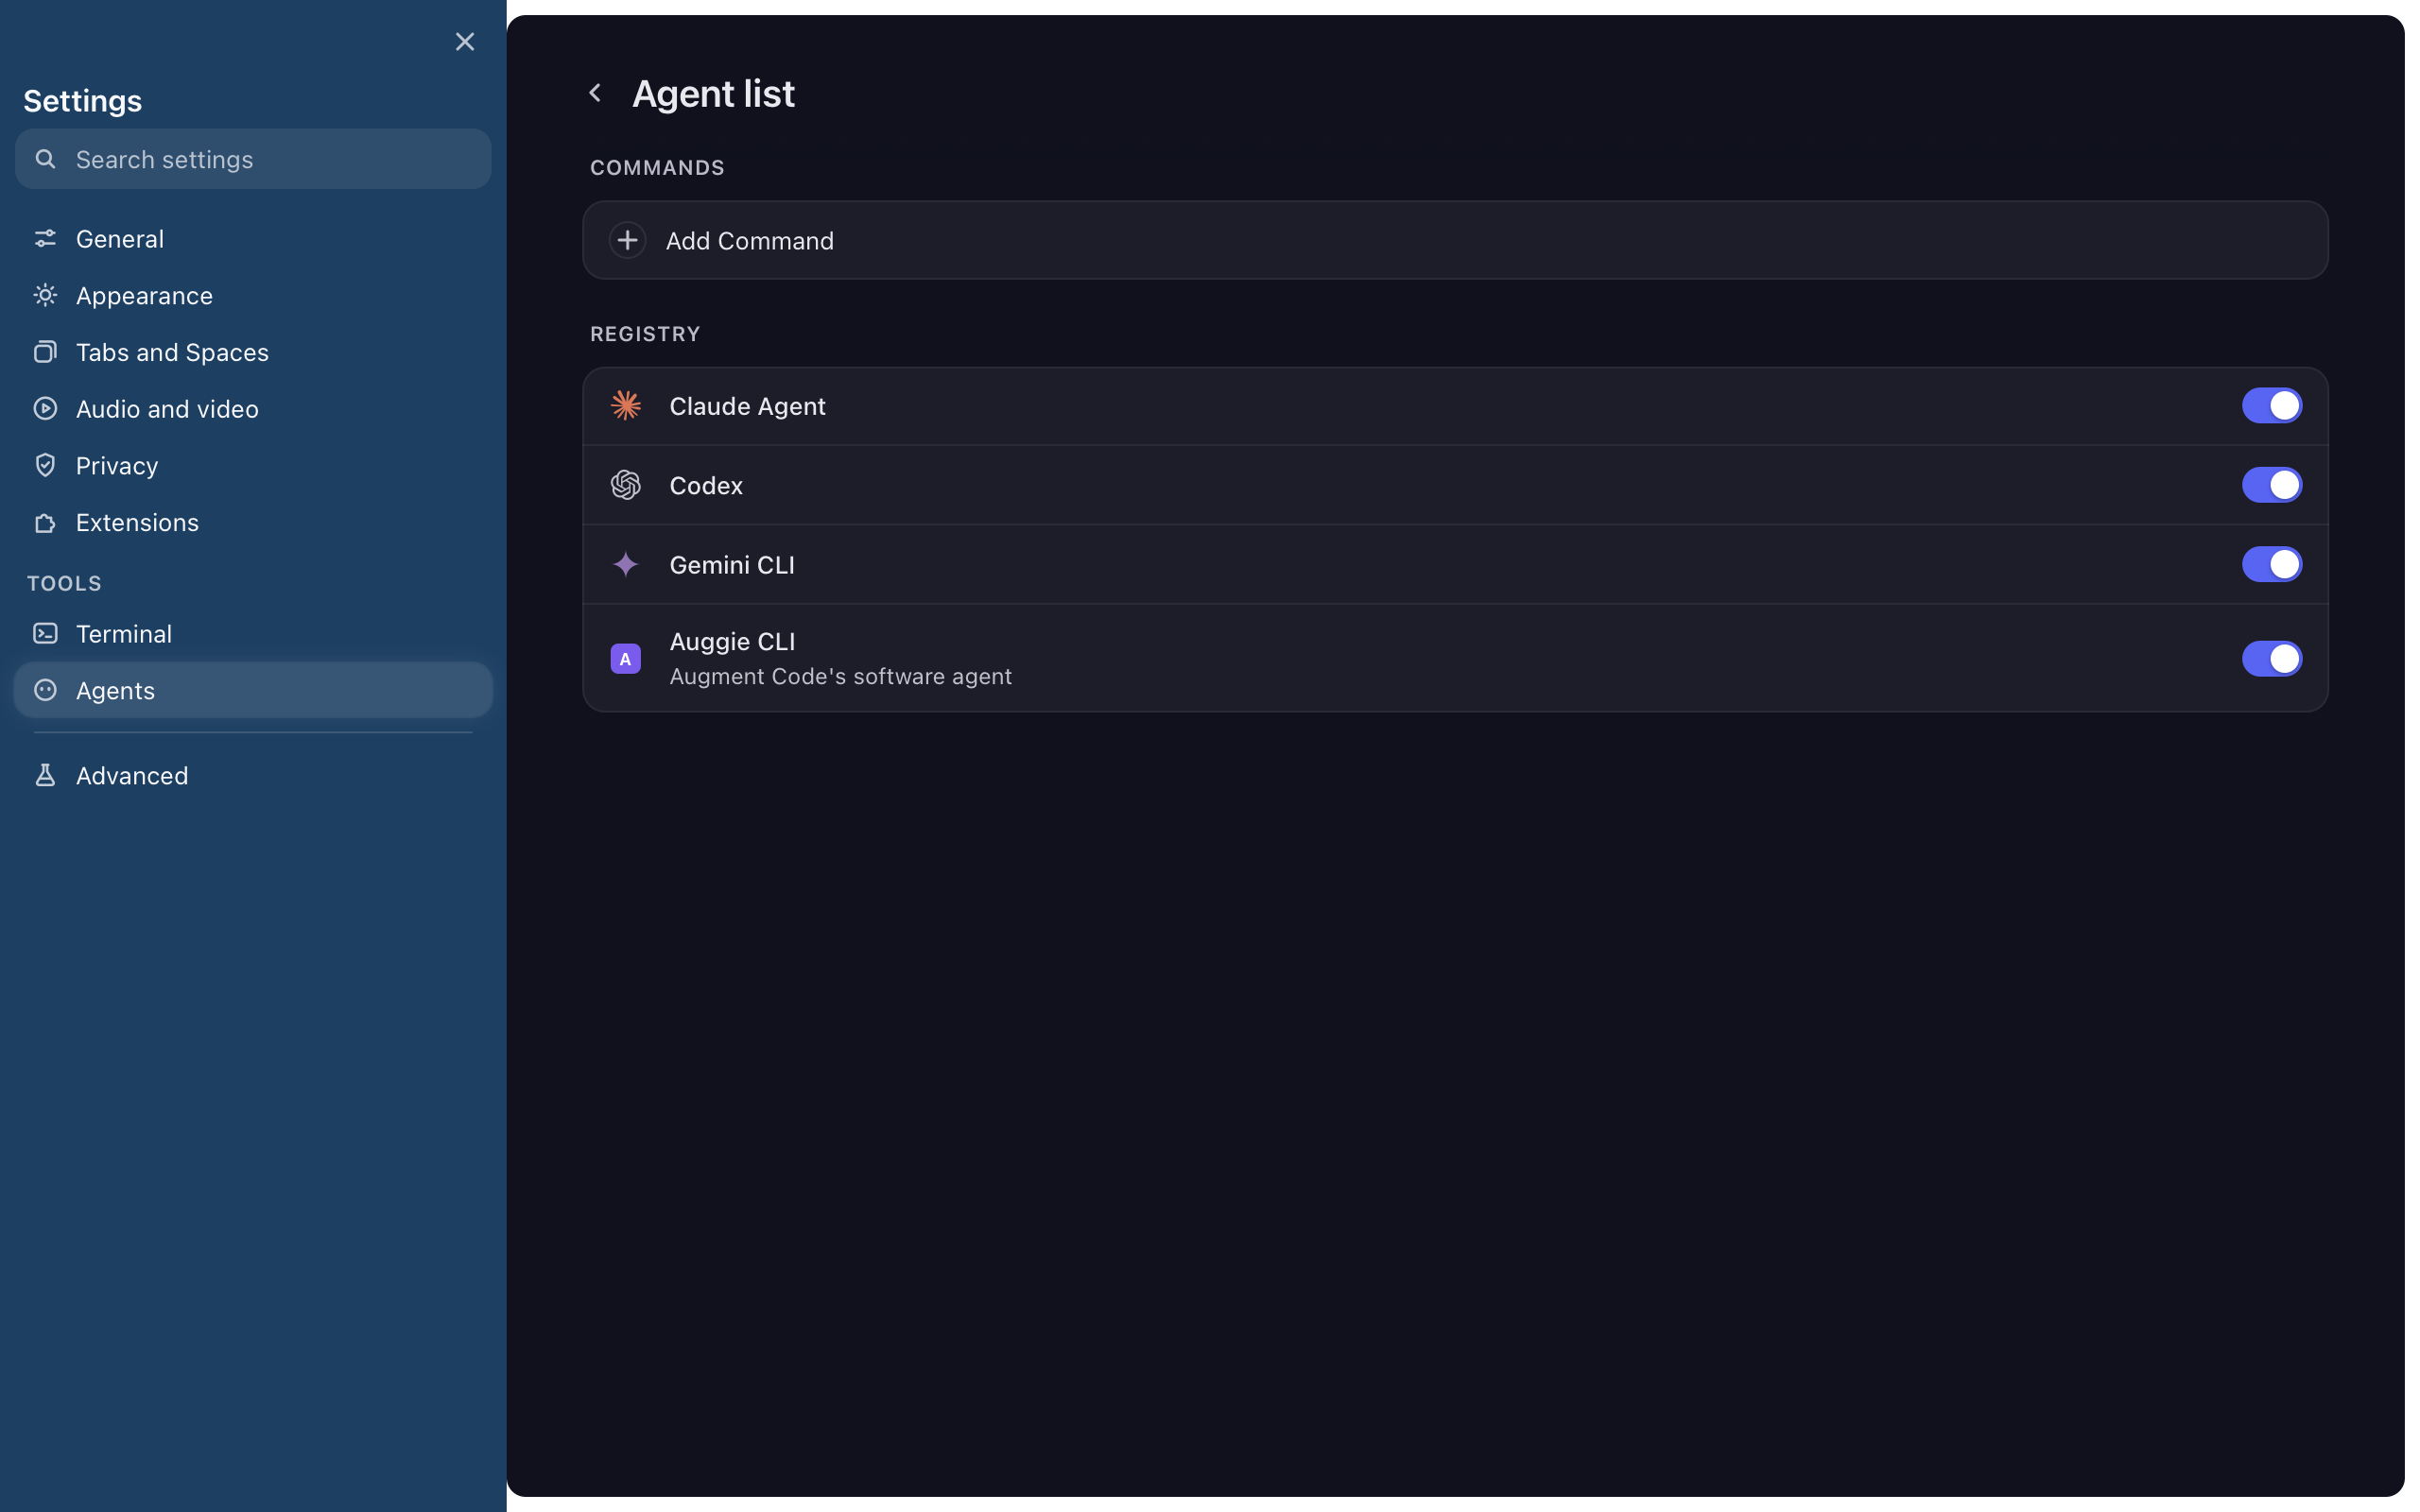 Settings
Search settings
General
Appearance
Tabs and Spaces
Audio and video
Privacy
Extensions
TOOLS
Terminal
Agents
Advanced
Agent list
COMMANDS
Add Command
REGISTRY
Claude Agent
Codex
Gemini CLI
A
Auggie CLI
Augment Code's software agent